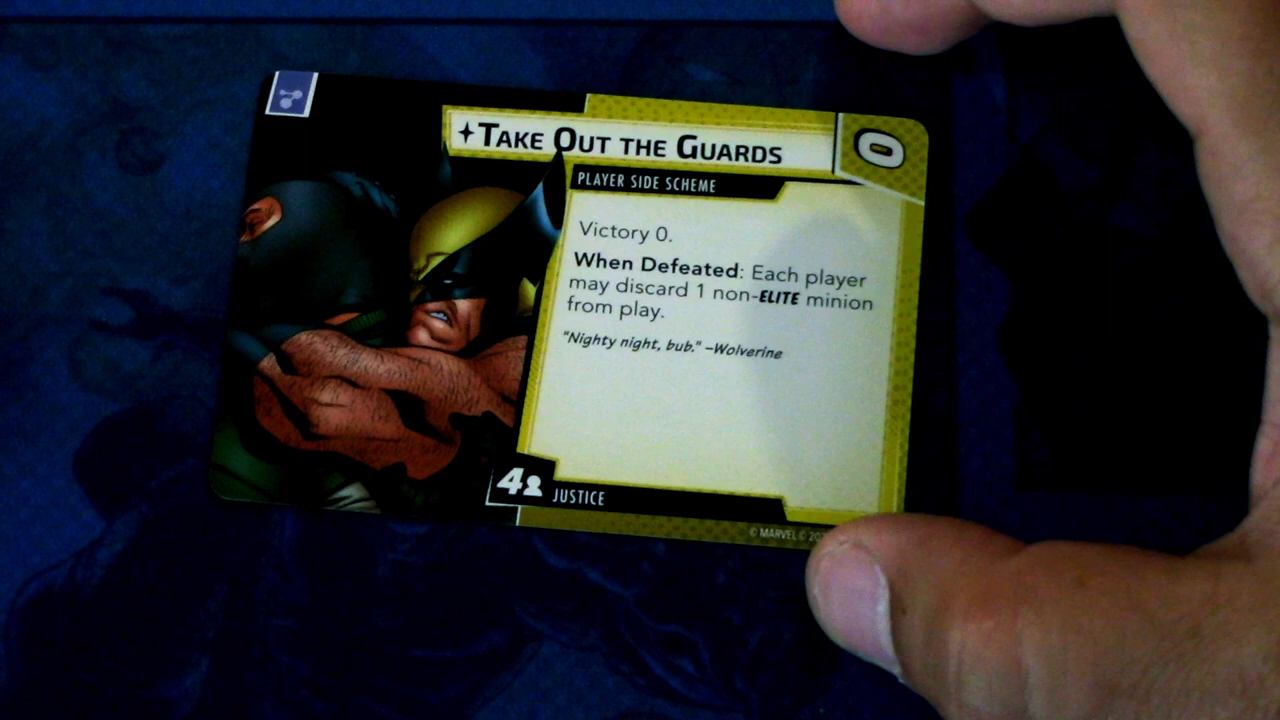 TAKE OUT THE GUARDS
0
PLAYER SIDE SCHEME
Victory 0.
When Defeated: Each player
may discard 1 non-ELITE minion
from play.
"Nighty night, bub." –Wolverine
4
JUSTICE
© MARVEL ©